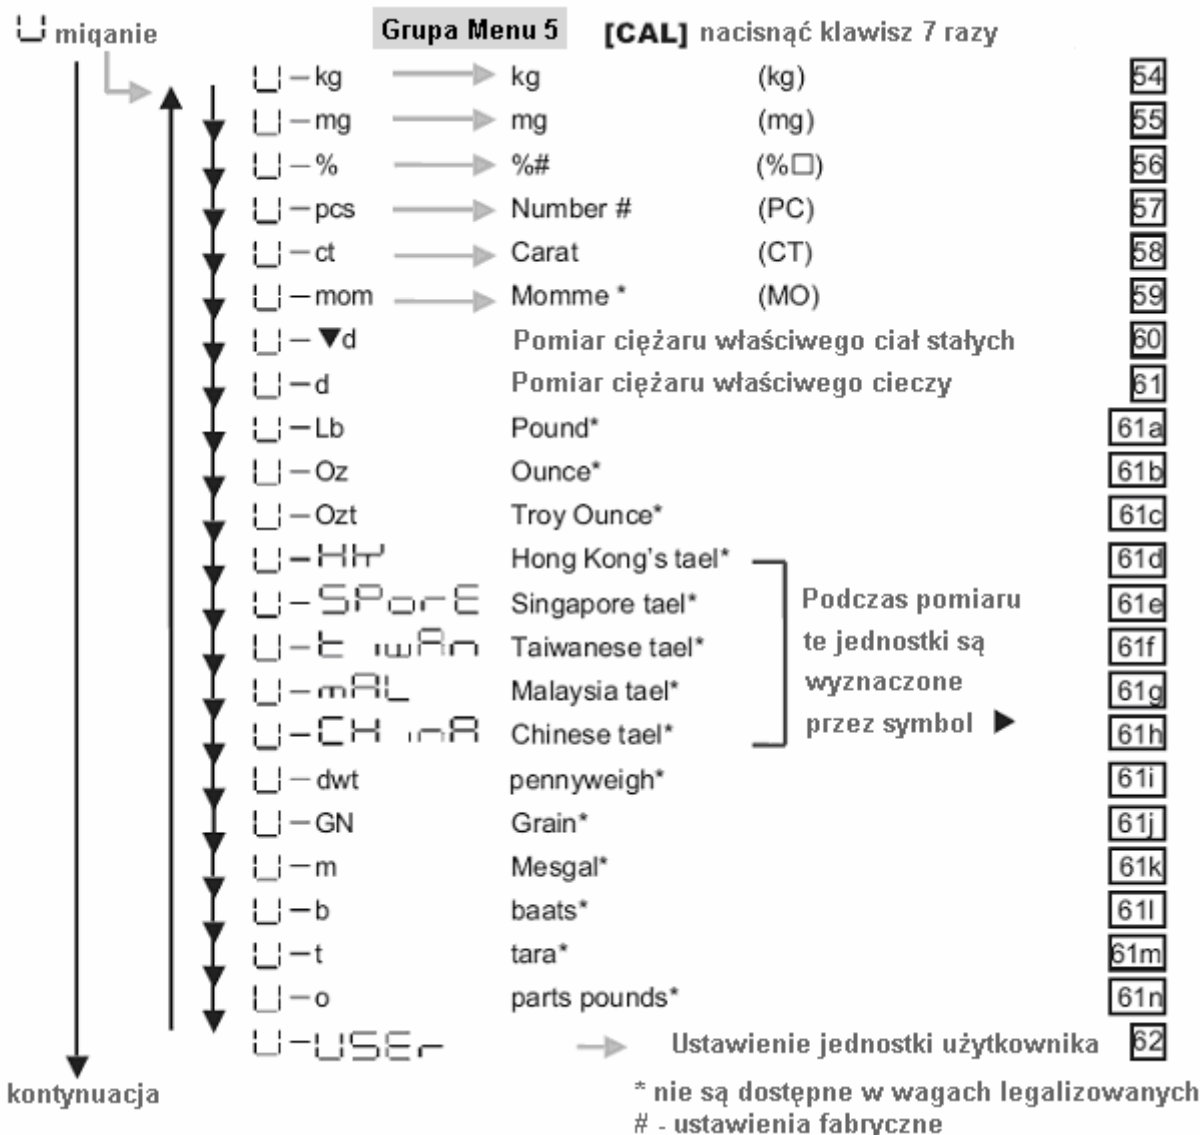 U miganie Grupa Menu 5 [CAL] nacisnąć klawisz 7 razy
U – kg kg (kg) 54
U – mg mg (mg) 55
U – % %# (%□) 56
U – pcs Number # (PC) 57
U – ct Carat (CT) 58
U – mom Momme * (MO) 59
U – ▼d Pomiar ciężaru właściwego ciał stałych 60
U – d Pomiar ciężaru właściwego cieczy 61
U – Lb Pound* 61a
U – Oz Ounce* 61b
U – Ozt Troy Ounce* 61c
U – HK Hong Kong's tael* 61d
U – SPorE Singapore tael* 61e
U – t iwAn Taiwanese tael* 61f
U – mAL Malaysia tael* 61g
U – CH inA Chinese tael* 61h
Podczas pomiaru
te jednostki są
wyznaczone
przez symbol ▶
U – dwt pennyweigh* 61i
U – GN Grain* 61j
U – m Mesgal* 61k
U – b baats* 61l
U – t tara* 61m
U – o parts pounds* 61n
U – USEr Ustawienie jednostki użytkownika 62
kontynuacja
* nie są dostępne w wagach legalizowanych
# - ustawienia fabryczne